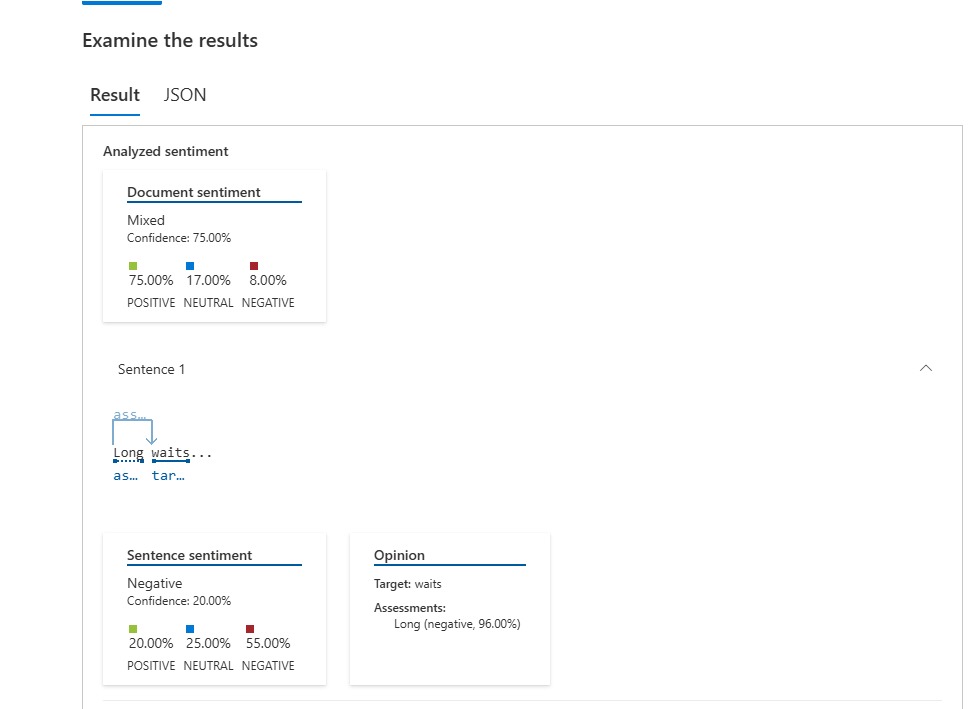 Examine the results
Result JSON
Analyzed sentiment
Document sentiment
Mixed
Confidence: 75.00%
75.00% 17.00% 8.00%
POSITIVE NEUTRAL NEGATIVE
Sentence 1
ass...
Long waits...
as... tar...
Sentence sentiment
Negative
Confidence: 20.00%
20.00% 25.00% 55.00%
POSITIVE NEUTRAL NEGATIVE
Opinion
Target: waits
Assessments:
Long (negative, 96.00%)